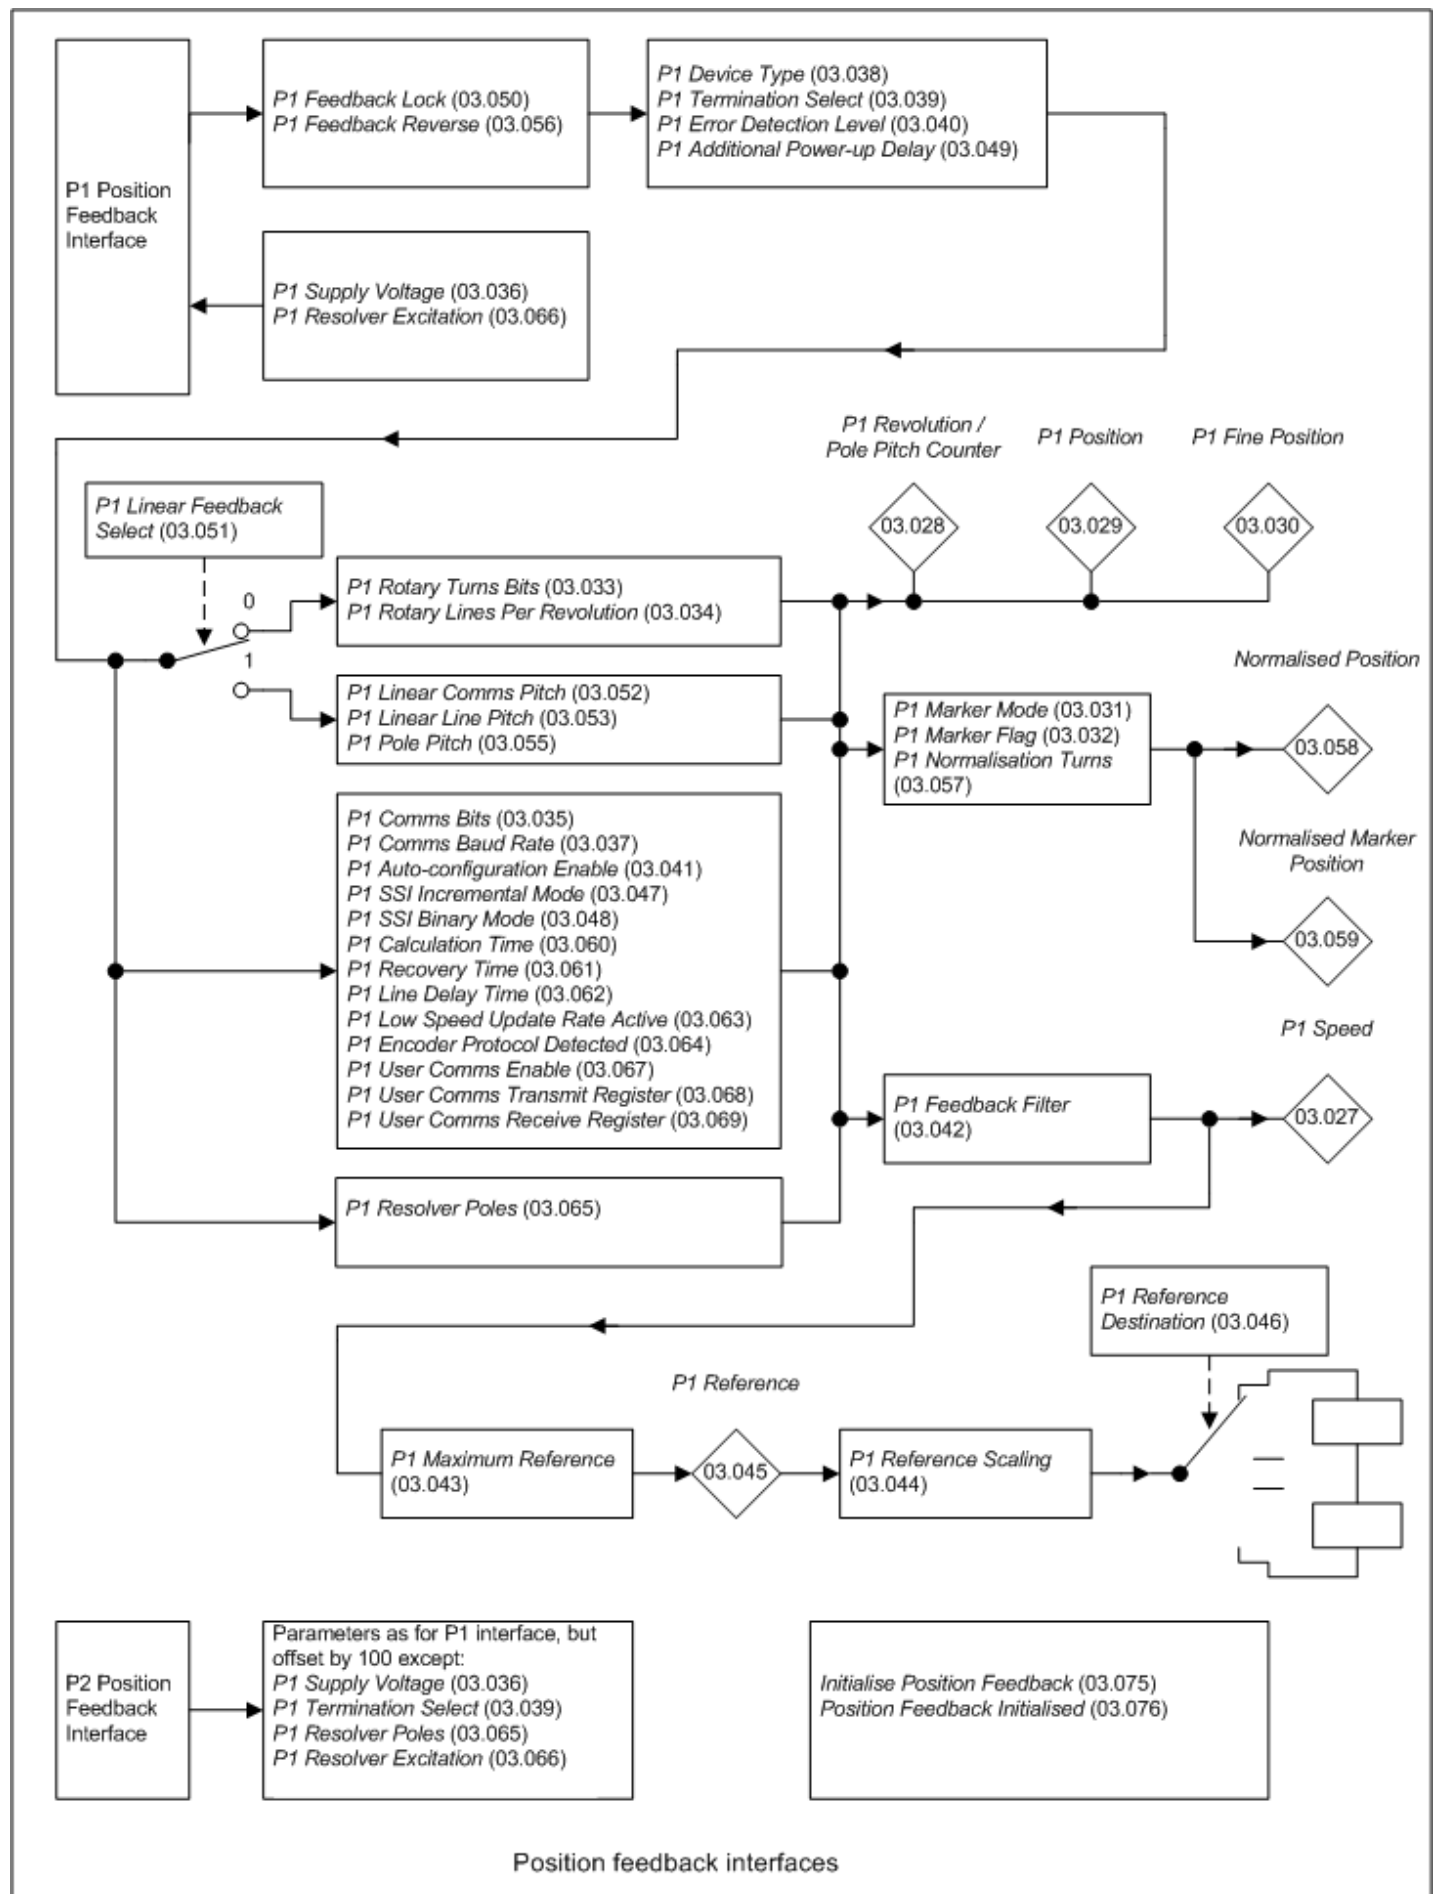 P1 Position
Feedback
Interface
P1 Feedback Lock (03.050)
P1 Feedback Reverse (03.056)
P1 Device Type (03.038)
P1 Termination Select (03.039)
P1 Error Detection Level (03.040)
P1 Additional Power-up Delay (03.049)
P1 Supply Voltage (03.036)
P1 Resolver Excitation (03.066)
P1 Revolution /
Pole Pitch Counter
P1 Position
P1 Fine Position
03.028
03.029
03.030
P1 Linear Feedback
Select (03.051)
0
1
P1 Rotary Turns Bits (03.033)
P1 Rotary Lines Per Revolution (03.034)
P1 Linear Comms Pitch (03.052)
P1 Linear Line Pitch (03.053)
P1 Pole Pitch (03.055)
Normalised Position
P1 Marker Mode (03.031)
P1 Marker Flag (03.032)
P1 Normalisation Turns
(03.057)
03.058
Normalised Marker
Position
03.059
P1 Comms Bits (03.035)
P1 Comms Baud Rate (03.037)
P1 Auto-configuration Enable (03.041)
P1 SSI Incremental Mode (03.047)
P1 SSI Binary Mode (03.048)
P1 Calculation Time (03.060)
P1 Recovery Time (03.061)
P1 Line Delay Time (03.062)
P1 Low Speed Update Rate Active (03.063)
P1 Encoder Protocol Detected (03.064)
P1 User Comms Enable (03.067)
P1 User Comms Transmit Register (03.068)
P1 User Comms Receive Register (03.069)
P1 Speed
P1 Feedback Filter
(03.042)
03.027
P1 Resolver Poles (03.065)
P1 Reference
Destination (03.046)
P1 Reference
P1 Maximum Reference
(03.043)
03.045
P1 Reference Scaling
(03.044)
P2 Position
Feedback
Interface
Parameters as for P1 interface, but
offset by 100 except:
P1 Supply Voltage (03.036)
P1 Termination Select (03.039)
P1 Resolver Poles (03.065)
P1 Resolver Excitation (03.066)
Initialise Position Feedback (03.075)
Position Feedback Initialised (03.076)
Position feedback interfaces